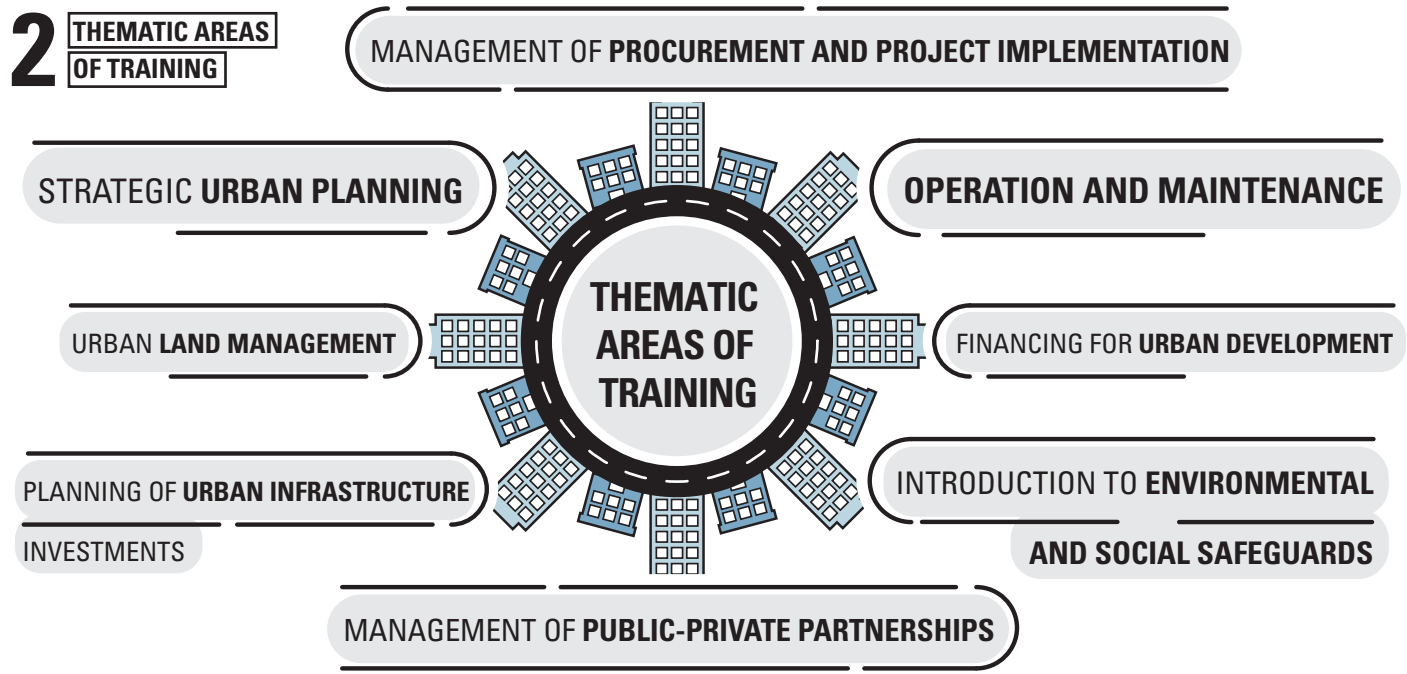 2
THEMATIC AREAS
OF TRAINING
MANAGEMENT OF PROCUREMENT AND PROJECT IMPLEMENTATION
STRATEGIC URBAN PLANNING
OPERATION AND MAINTENANCE
THEMATIC
AREAS OF
TRAINING
URBAN LAND MANAGEMENT
FINANCING FOR URBAN DEVELOPMENT
PLANNING OF URBAN INFRASTRUCTURE
INVESTMENTS
INTRODUCTION TO ENVIRONMENTAL
AND SOCIAL SAFEGUARDS
MANAGEMENT OF PUBLIC-PRIVATE PARTNERSHIPS